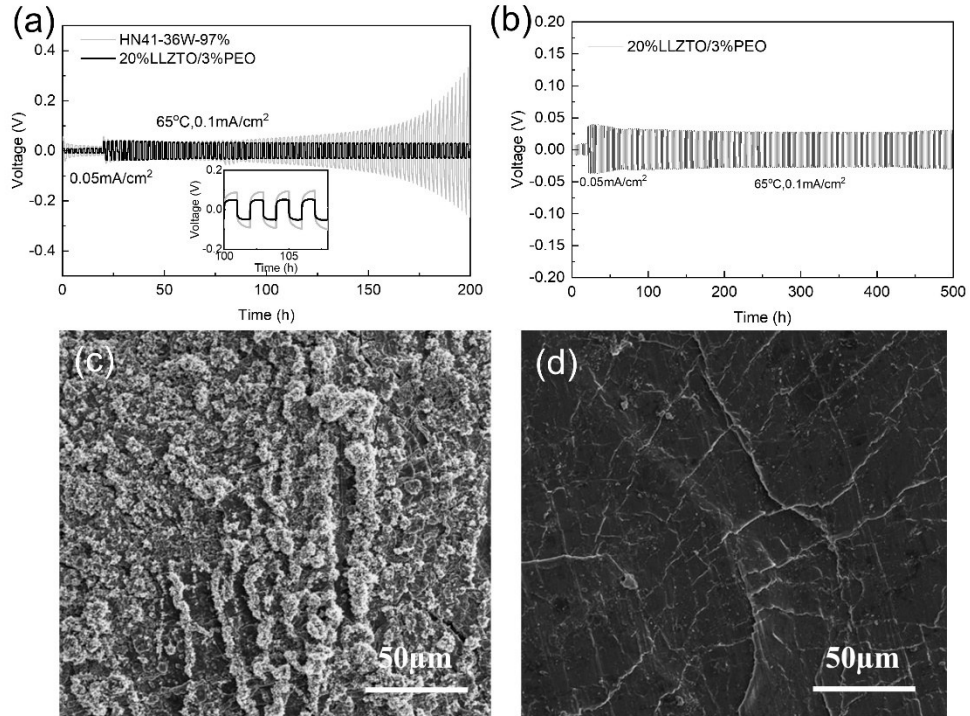 (a)
HN41-36W-97%
20%LLZTO/3%PEO
65°C,0.1mA/cm²
0.05mA/cm²
Voltage (V)
0.4
0.2
0.0
-0.2
-0.4
0.2
0.0
-0.2
Voltage (V)
100
105
Time (h)
0
50
100
150
200
Time (h)
(b)
20%LLZTO/3%PEO
0.05mA/cm²
65°C,0.1mA/cm²
Voltage (V)
0.20
0.15
0.10
0.05
0.00
-0.05
-0.10
-0.15
-0.20
0
100
200
300
400
500
Time (h)
(c)
50μm
(d)
50μm